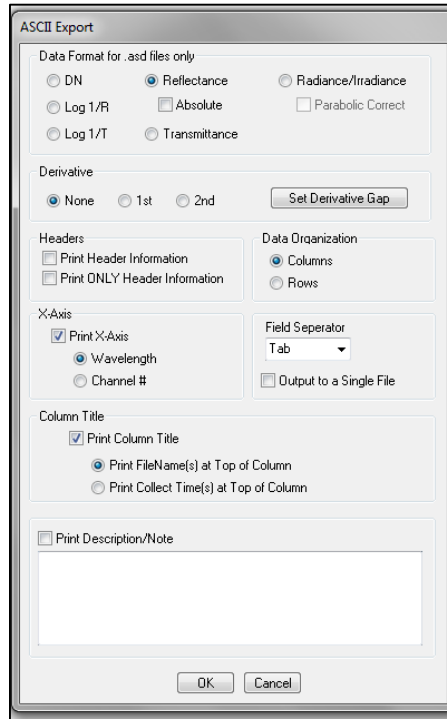 ASCII Export
Data Format for .asd files only
DN
Reflectance
Radiance/Irradiance
Log 1/R
Absolute
Parabolic Correct
Log 1/T
Transmittance
Derivative
None
1st
2nd
Set Derivative Gap
Headers
Print Header Information
Print ONLY Header Information
Data Organization
Columns
Rows
X-Axis
Print X-Axis
Wavelength
Channel #
Field Seperator
Tab
Output to a Single File
Column Title
Print Column Title
Print FileName(s) at Top of Column
Print Collect Time(s) at Top of Column
Print Description/Note
OK
Cancel